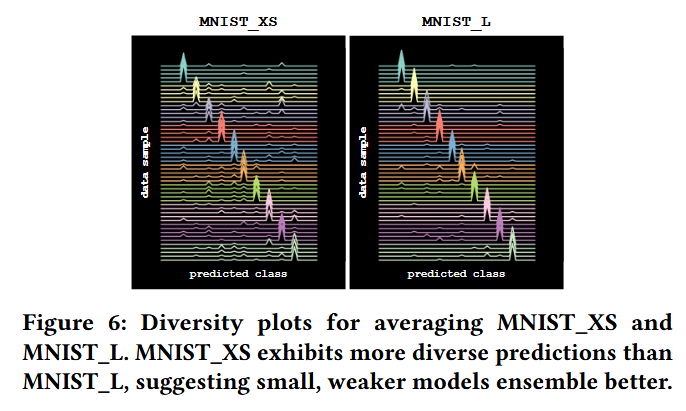 MNIST_XS
MNIST_L
data sample
data sample
predicted class
predicted class
Figure 6: Diversity plots for averaging MNIST_XS and
MNIST_L. MNIST_XS exhibits more diverse predictions than
MNIST_L, suggesting small, weaker models ensemble better.